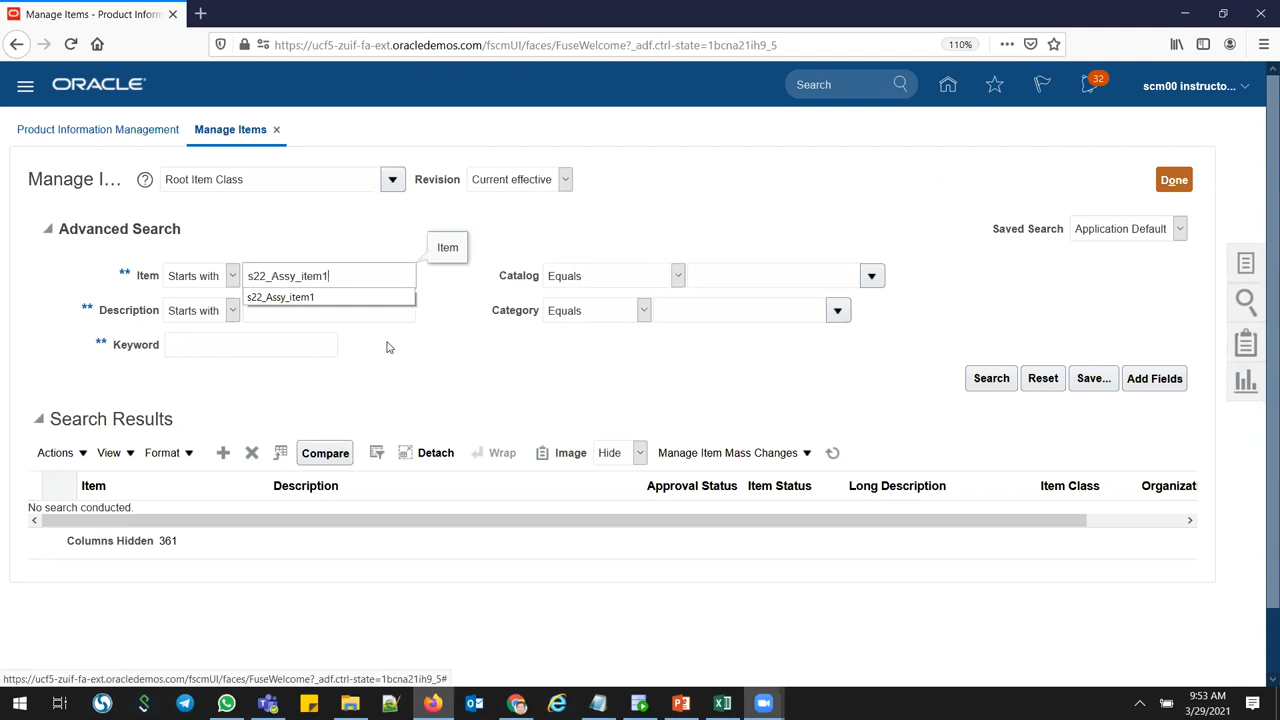 Manage Items - Product Inform
https://ucf5-zuif-fa-ext.oracledemos.com/fscmUI/faces/FuseWelcome?_adf.ctrl-state=1bcna21ih9_5
110%
ORACLE
Search
32
scm00 instructo...
Product Information Management
Manage Items
Manage I...
Root Item Class
Revision
Current effective
Done
Advanced Search
Saved Search
Application Default
Item
** Item
Starts with
s22_Assy_item1
Catalog
Equals
s22_Assy_item1
** Description
Starts with
Category
Equals
** Keyword
Search
Reset
Save...
Add Fields
Search Results
Actions
View
Format
Compare
Detach
Wrap
Image
Hide
Manage Item Mass Changes
Item
Description
Approval Status
Item Status
Long Description
Item Class
Organizat
No search conducted.
Columns Hidden 361
https://ucf5-zuif-fa-ext.oracledemos.com/fscmUI/faces/FuseWelcome?_adf.ctrl-state=1bcna21ih9_5#
9:53 AM
3/29/2021